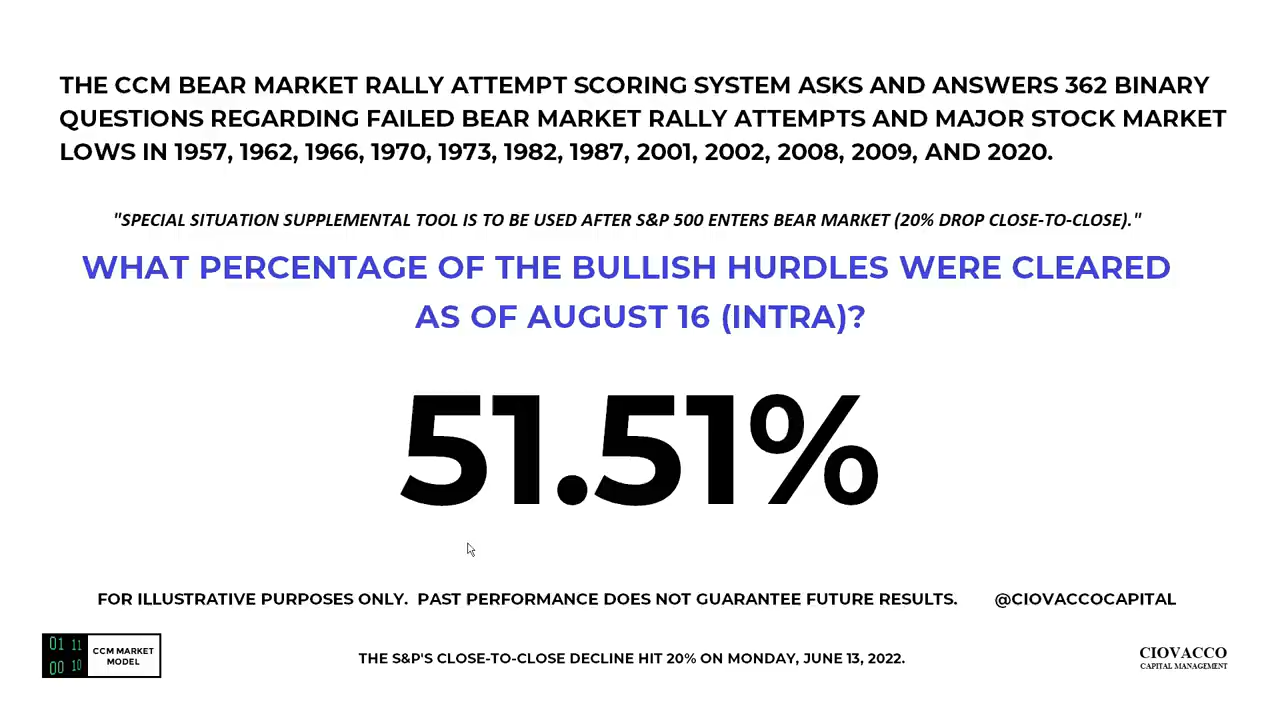 THE CCM BEAR MARKET RALLY ATTEMPT SCORING SYSTEM ASKS AND ANSWERS 362 BINARY
QUESTIONS REGARDING FAILED BEAR MARKET RALLY ATTEMPTS AND MAJOR STOCK MARKET
LOWS IN 1957, 1962, 1966, 1970, 1973, 1982, 1987, 2001, 2002, 2008, 2009, AND 2020.
"SPECIAL SITUATION SUPPLEMENTAL TOOL IS TO BE USED AFTER S&P 500 ENTERS BEAR MARKET (20% DROP CLOSE-TO-CLOSE)."
WHAT PERCENTAGE OF THE BULLISH HURDLES WERE CLEARED
AS OF AUGUST 16 (INTRA)?
51.51%
FOR ILLUSTRATIVE PURPOSES ONLY.  PAST PERFORMANCE DOES NOT GUARANTEE FUTURE RESULTS. @CIOVACCOCAPITAL
01 11
00 10
CCM MARKET
MODEL
THE S&P'S CLOSE-TO-CLOSE DECLINE HIT 20% ON MONDAY, JUNE 13, 2022.
CIOVACCO
CAPITAL MANAGEMENT